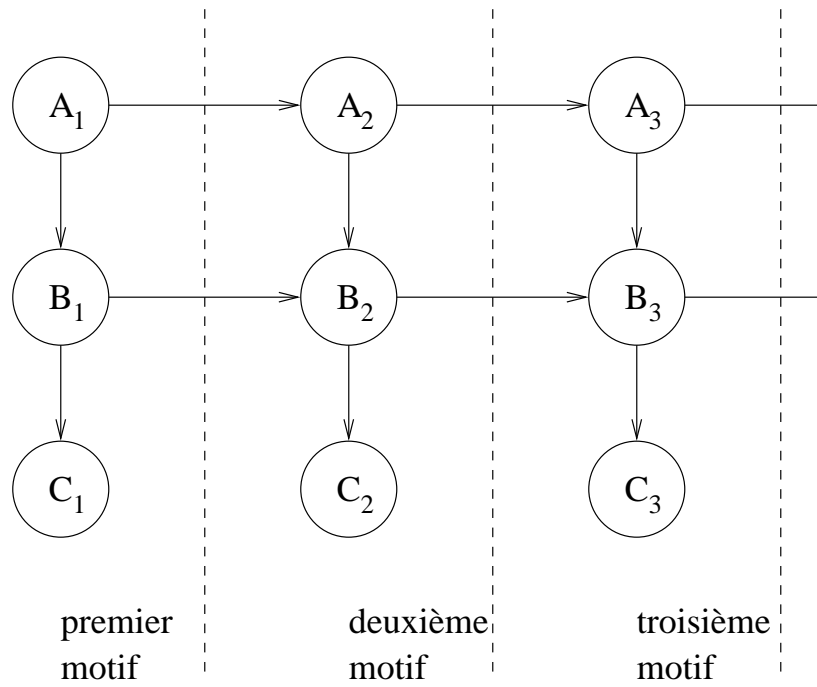 A1 A2 A3
B1 B2 B3
C1 C2 C3
premier motif
deuxième motif
troisième motif